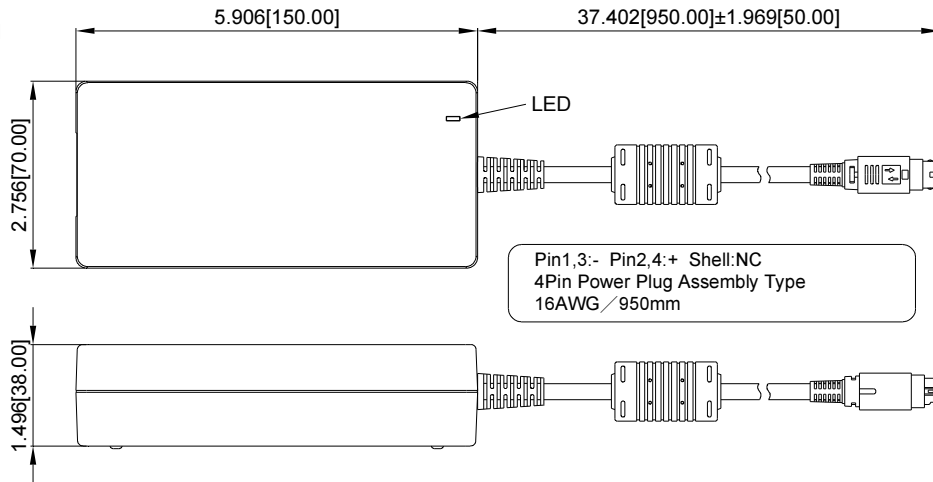 5.906[150.00]
37.402[950.00]±1.969[50.00]
LED
2.756[70.00]
Pin1,3:- Pin2,4:+ Shell:NC
4Pin Power Plug Assembly Type
16AWG／950mm
1.496[38.00]